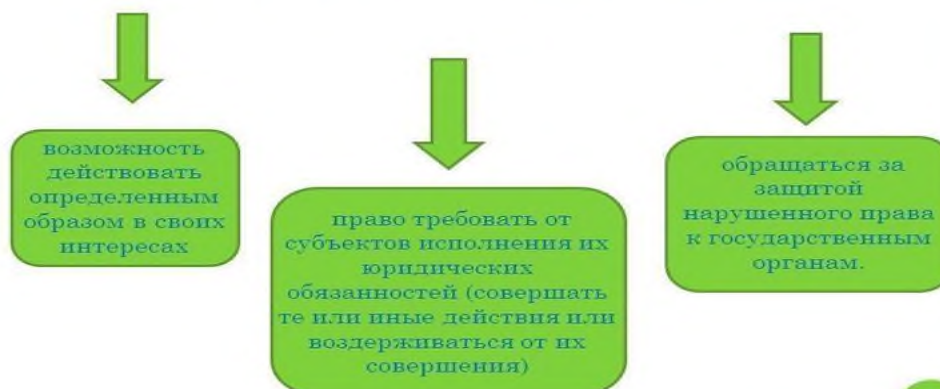 возможность
действовать
определенным
образом в своих
интересах
право требовать от
субъектов исполнения их
юридических
обязанностей (совершать
те или иные действия или
воздерживаться от их
совершения)
обращаться за
защитой
нарушенного права
к государственным
органам.